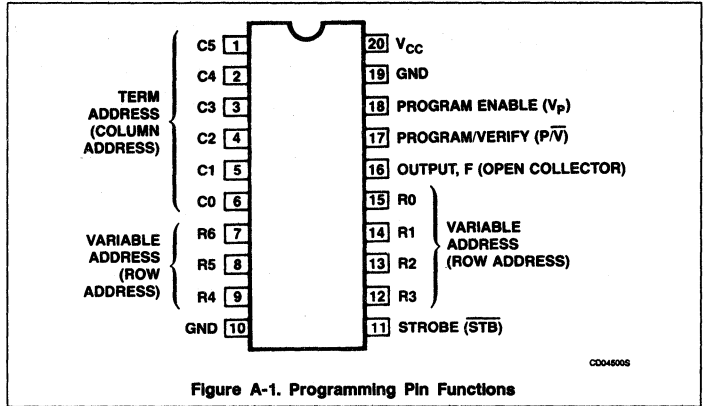 C5 1
C4 2
C3 3
C2 4
C1 5
C0 6
TERM
ADDRESS
(COLUMN
ADDRESS)
R6 7
R5 8
R4 9
VARIABLE
ADDRESS
(ROW
ADDRESS)
GND 10
20 VCC
19 GND
18 PROGRAM ENABLE (VP)
17 PROGRAM/VERIFY (P/V̅)
16 OUTPUT, F (OPEN COLLECTOR)
15 R0
14 R1
13 R2
12 R3
VARIABLE
ADDRESS
(ROW ADDRESS)
11 STROBE (S̅T̅B̅)
CD04500S
Figure A-1. Programming Pin Functions